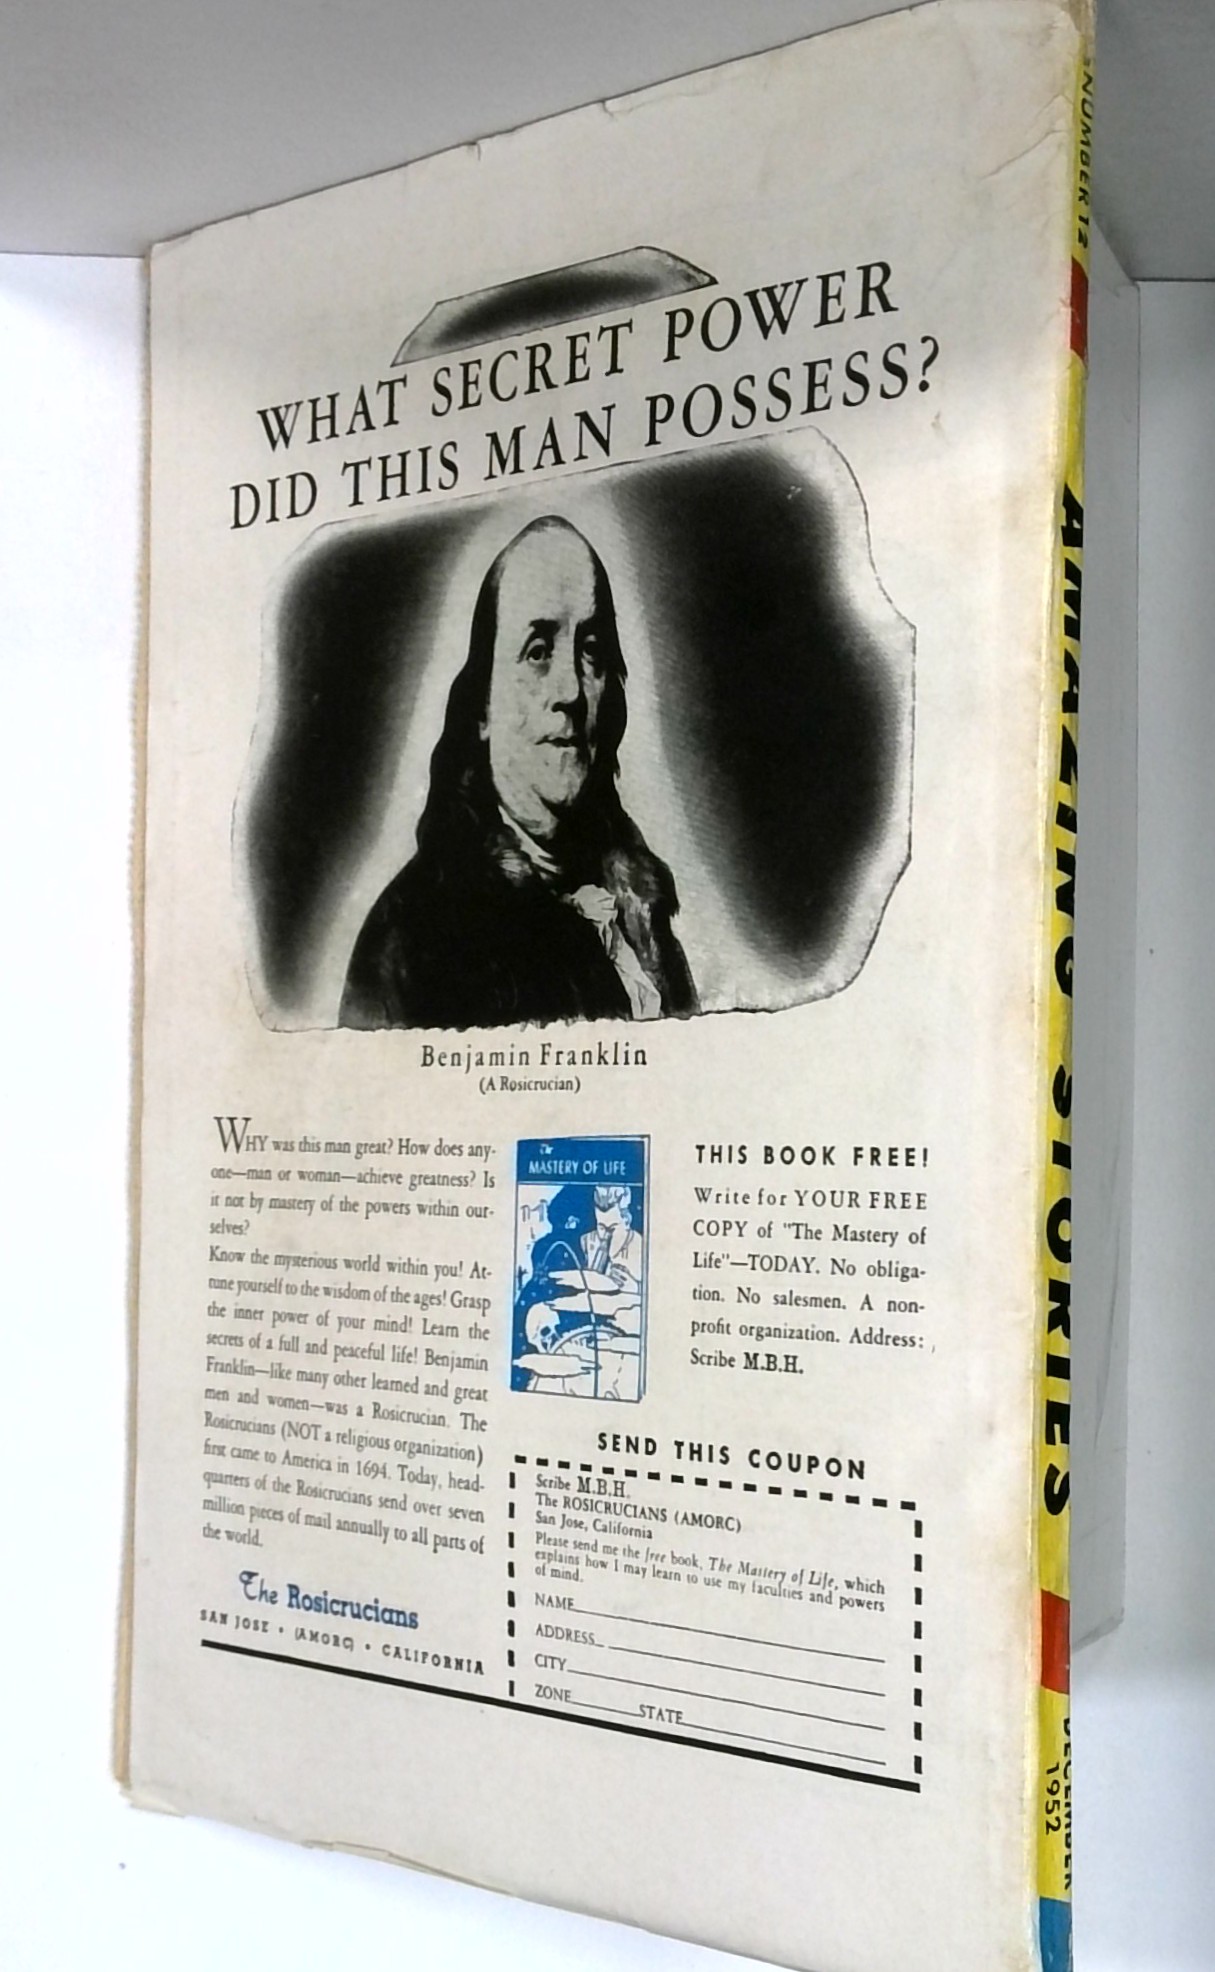 WHAT SECRET POWER
DID THIS MAN POSSESS?
Benjamin Franklin
(A Rosicrucian)
WHY was this man great? How does any-
one—man or woman—achieve greatness? Is
it not by mastery of the powers within our-
selves?
Know the mysterious world within you! At-
tune yourself to the wisdom of the ages! Grasp
the inner power of your mind! Learn the
secrets of a full and peaceful life! Benjamin
Franklin—like many other learned and great
men and women—was a Rosicrucian. The
Rosicrucians (NOT a religious organization)
first came to America in 1694. Today, head-
quarters of the Rosicrucians send over seven
million pieces of mail annually to all parts of
the world.
The Rosicrucians
SAN JOSE • (AMORC) • CALIFORNIA
The
MASTERY OF LIFE
THIS BOOK FREE!
Write for YOUR FREE
COPY of "The Mastery of
Life"—TODAY. No obliga-
tion. No salesmen. A non-
profit organization. Address:
Scribe M.B.H.
SEND THIS COUPON
Scribe M.B.H.
The ROSICRUCIANS (AMORC)
San Jose, California
Please send me the free book, The Mastery of Life, which
explains how I may learn to use my faculties and powers
of mind.
NAME
ADDRESS
CITY
ZONE STATE
NUMBER 12
AMAZING STORIES
DECEMBER
1952